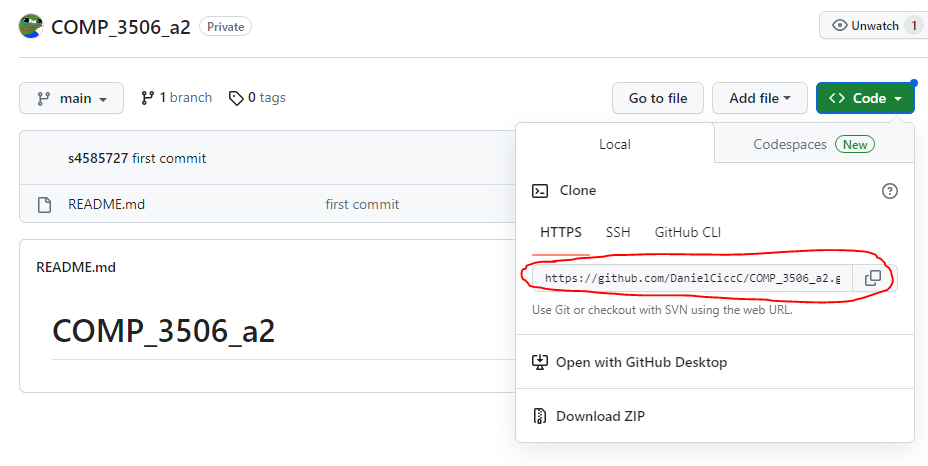 COMP_3506_a2 Private
Unwatch 1
main 1 branch 0 tags
Go to file Add file Code
s4585727 first commit
README.md first commit
README.md
COMP_3506_a2
Local Codespaces New
Clone
HTTPS SSH GitHub CLI
https://github.com/DanielCiccC/COMP_3506_a2.g
Use Git or checkout with SVN using the web URL.
Open with GitHub Desktop
Download ZIP